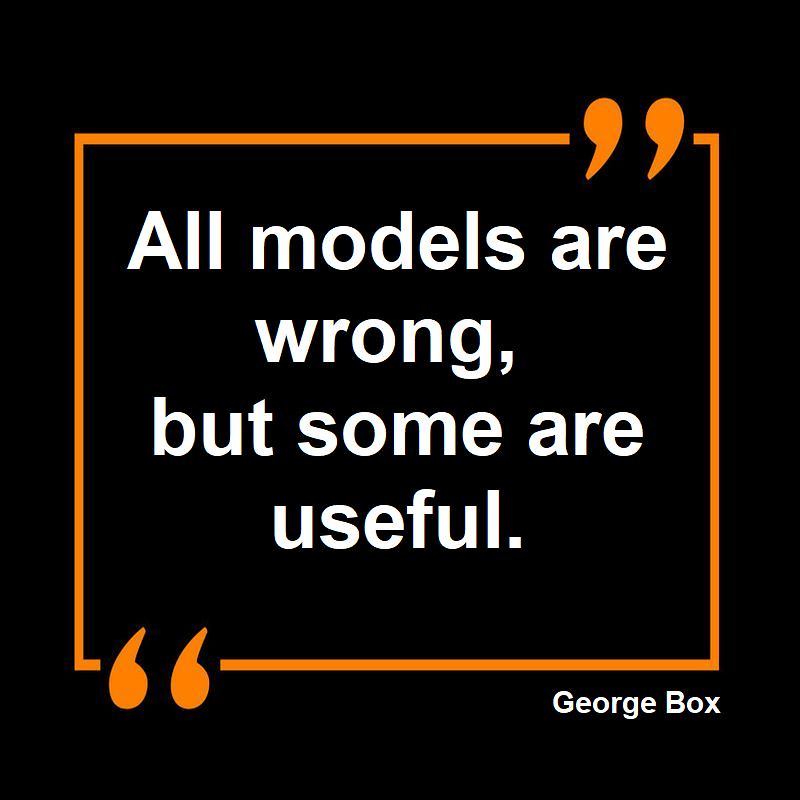 All models are
wrong,
but some are
useful.
George Box